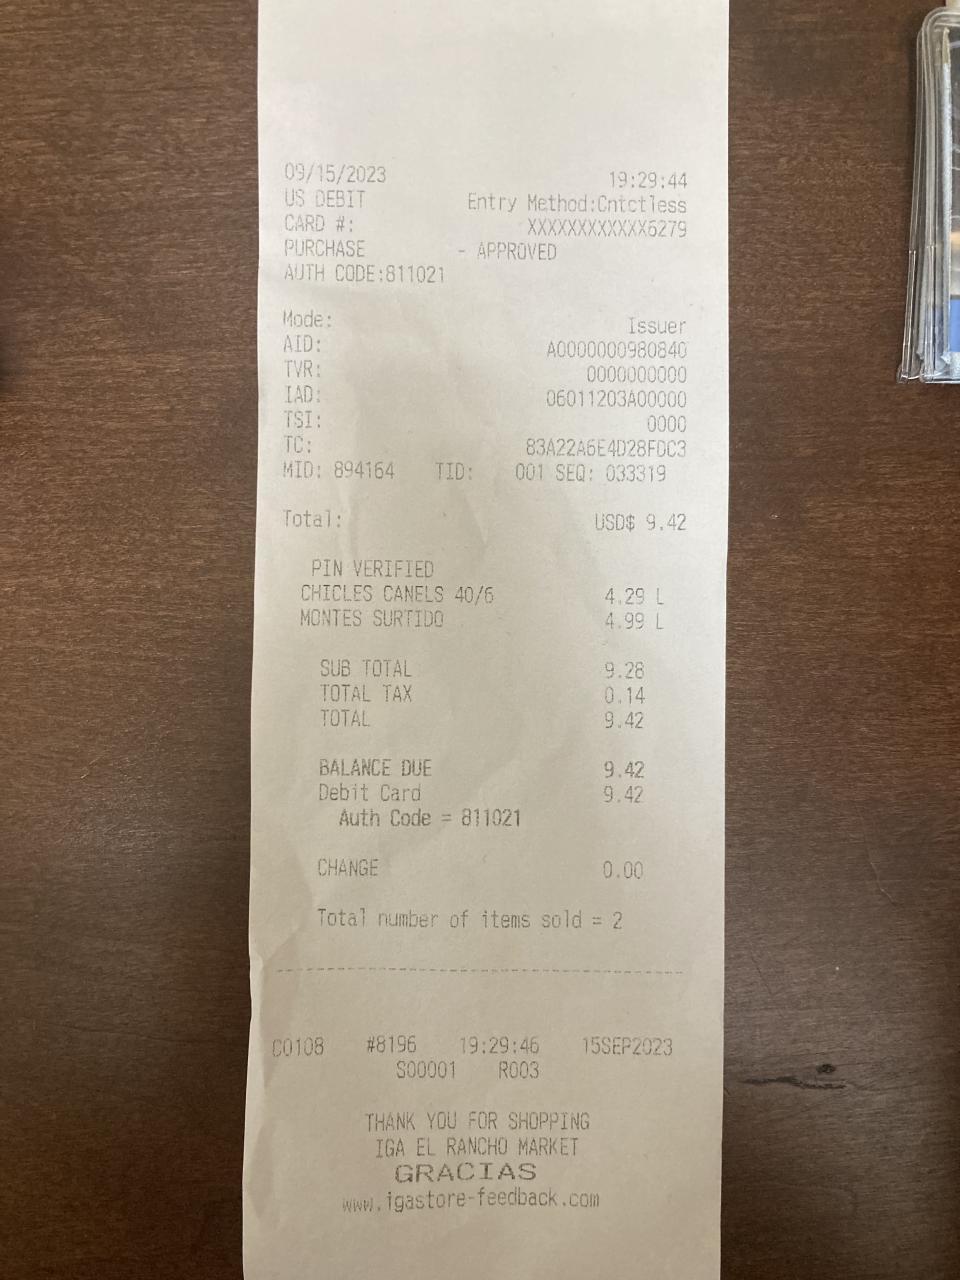 09/15/2023 19:29:44
US DEBIT Entry Method:Cntctless
CARD #: XXXXXXXXXXXX6279
PURCHASE - APPROVED
AUTH CODE:811021
Mode: Issuer
AID: A0000000980840
TVR: 0000000000
IAD: 06011203A00000
TSI: 0000
TC: 83A22A6E4D28FDC3
MID: 894164 TID: 001 SEQ: 033319
Total: USD$ 9.42
PIN VERIFIED
CHICLES CANELS 40/6 4.29 L
MONTES SURTIDO 4.99 L
SUB TOTAL 9.28
TOTAL TAX 0.14
TOTAL 9.42
BALANCE DUE 9.42
Debit Card 9.42
Auth Code = 811021
CHANGE 0.00
Total number of items sold = 2
C0108 #8196 19:29:46 15SEP2023
S00001 R003
THANK YOU FOR SHOPPING
IGA EL RANCHO MARKET
GRACIAS
www.igastore-feedback.com